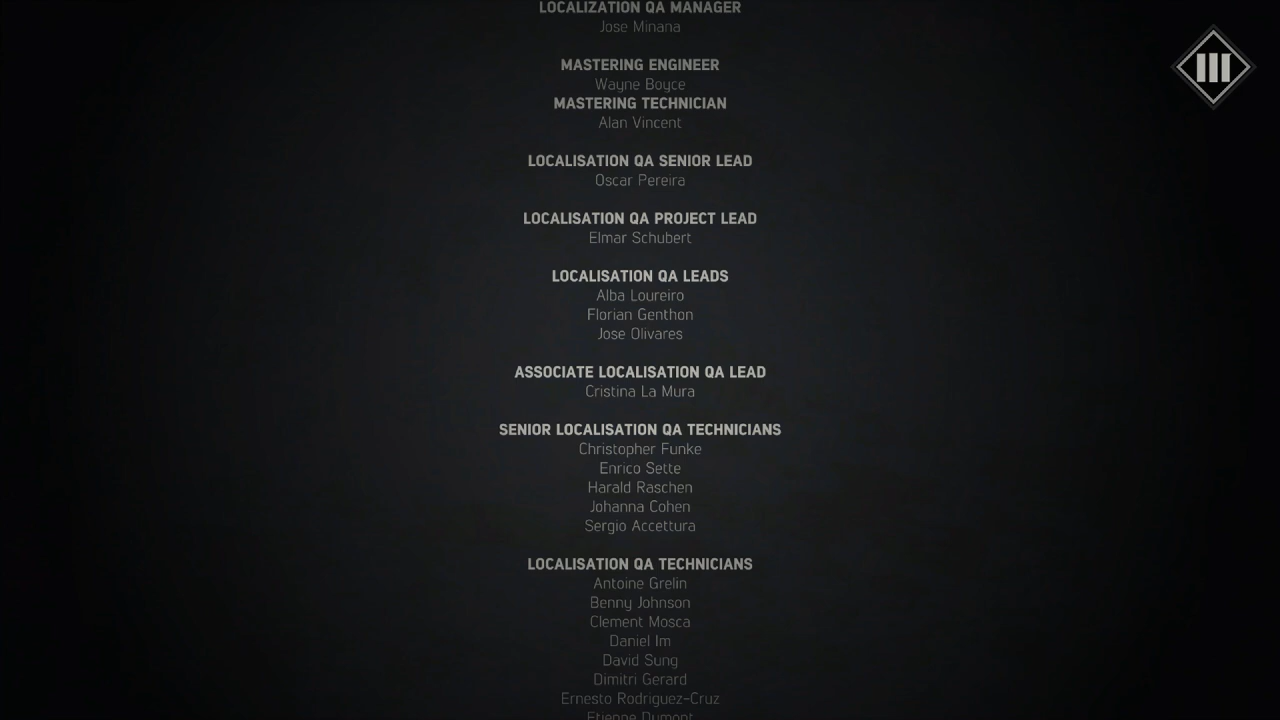 LOCALIZATION QA MANAGER
Jose Minana
MASTERING ENGINEER
Wayne Boyce
MASTERING TECHNICIAN
Alan Vincent
LOCALISATION QA SENIOR LEAD
Oscar Pereira
LOCALISATION QA PROJECT LEAD
Elmar Schubert
LOCALISATION QA LEADS
Alba Loureiro
Florian Genthon
Jose Olivares
ASSOCIATE LOCALISATION QA LEAD
Cristina La Mura
SENIOR LOCALISATION QA TECHNICIANS
Christopher Funke
Enrico Sette
Harald Raschen
Johanna Cohen
Sergio Accettura
LOCALISATION QA TECHNICIANS
Antoine Grelin
Benny Johnson
Clement Mosca
Daniel Im
David Sung
Dimitri Gerard
Ernesto Rodriguez-Cruz
Etienne Dumont